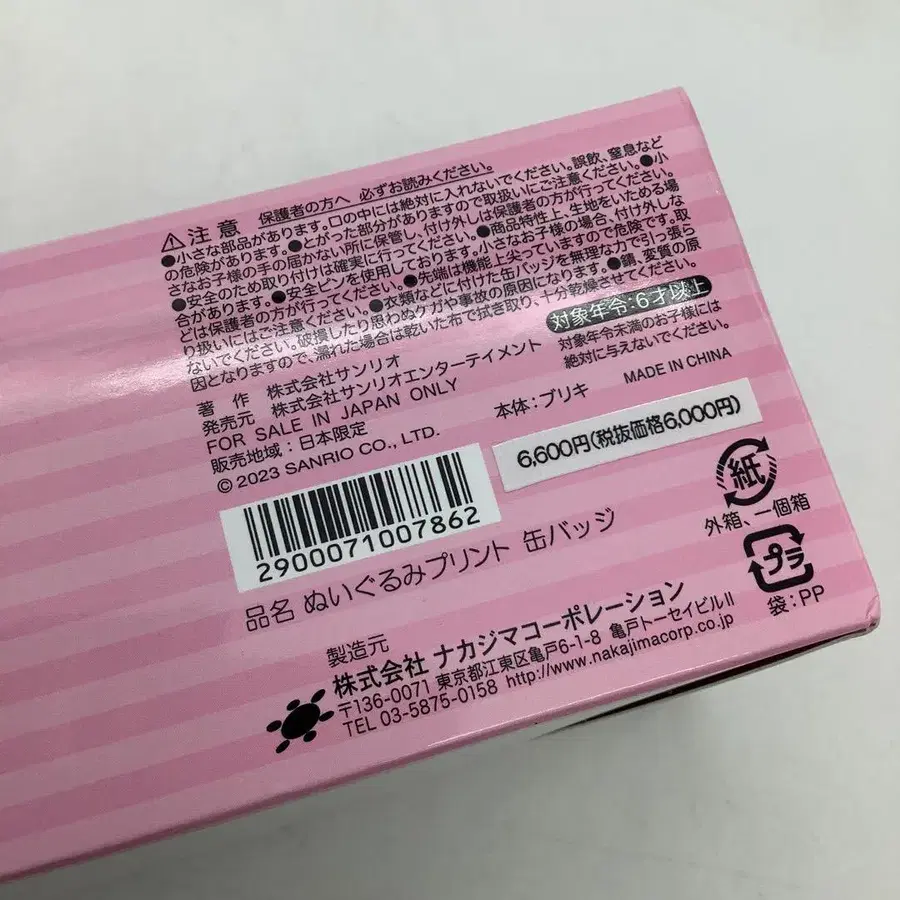 ⚠注意 保護者の方へ 必ずお読みください。
●小さな部品があります。口の中には絶対に入れないでください。誤飲、窒息など
の危険があります。●とがった部分がありますので取扱いにご注意ください。●小
さなお子様の手の届かない所に保管し、付け外しは保護者の方が行ってください。
●安全のため取り付けは確実に行ってください。●商品特性上、生地をいためる場
合があります。●安全ピンを使用しております。小さなお子様の場合、付け外しな
どは保護者の方が行ってください。●先端は機能上尖っていますので危険です。取
り扱いにはご注意ください。●衣類などに付けた缶バッジを無理な力で引っ張ら
ないでください。破損したり思わぬケガや事故の原因になります。●錆、変質の原
因となりますので、濡れた場合は乾いた布で拭き取り、十分乾燥させてください。
対象年令:6才以上
対象年令未満のお子様には
絶対に与えないでください。
著 作 株式会社サンリオ
発売元 株式会社サンリオエンターテイメント
FOR SALE IN JAPAN ONLY
販売地域:日本限定
© 2023 SANRIO CO., LTD.
本体:ブリキ
MADE IN CHINA
6,600円(税抜価格6,000円)
2900071007862
紙
外箱、一個箱
プラ
袋:PP
品名 ぬいぐるみプリント 缶バッジ
製造元
株式会社 ナカジマコーポレーション
〒136-0071 東京都江東区亀戸6-1-8 亀戸トーセイビルII
TEL 03-5875-0158 http://www.nakajimacorp.co.jp